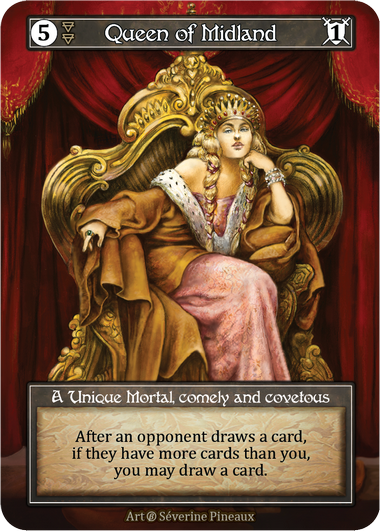 5 Queen of Midland 1
A Unique Mortal, comely and covetous
After an opponent draws a card,
if they have more cards than you,
you may draw a card.
Art @ Séverine Pineaux